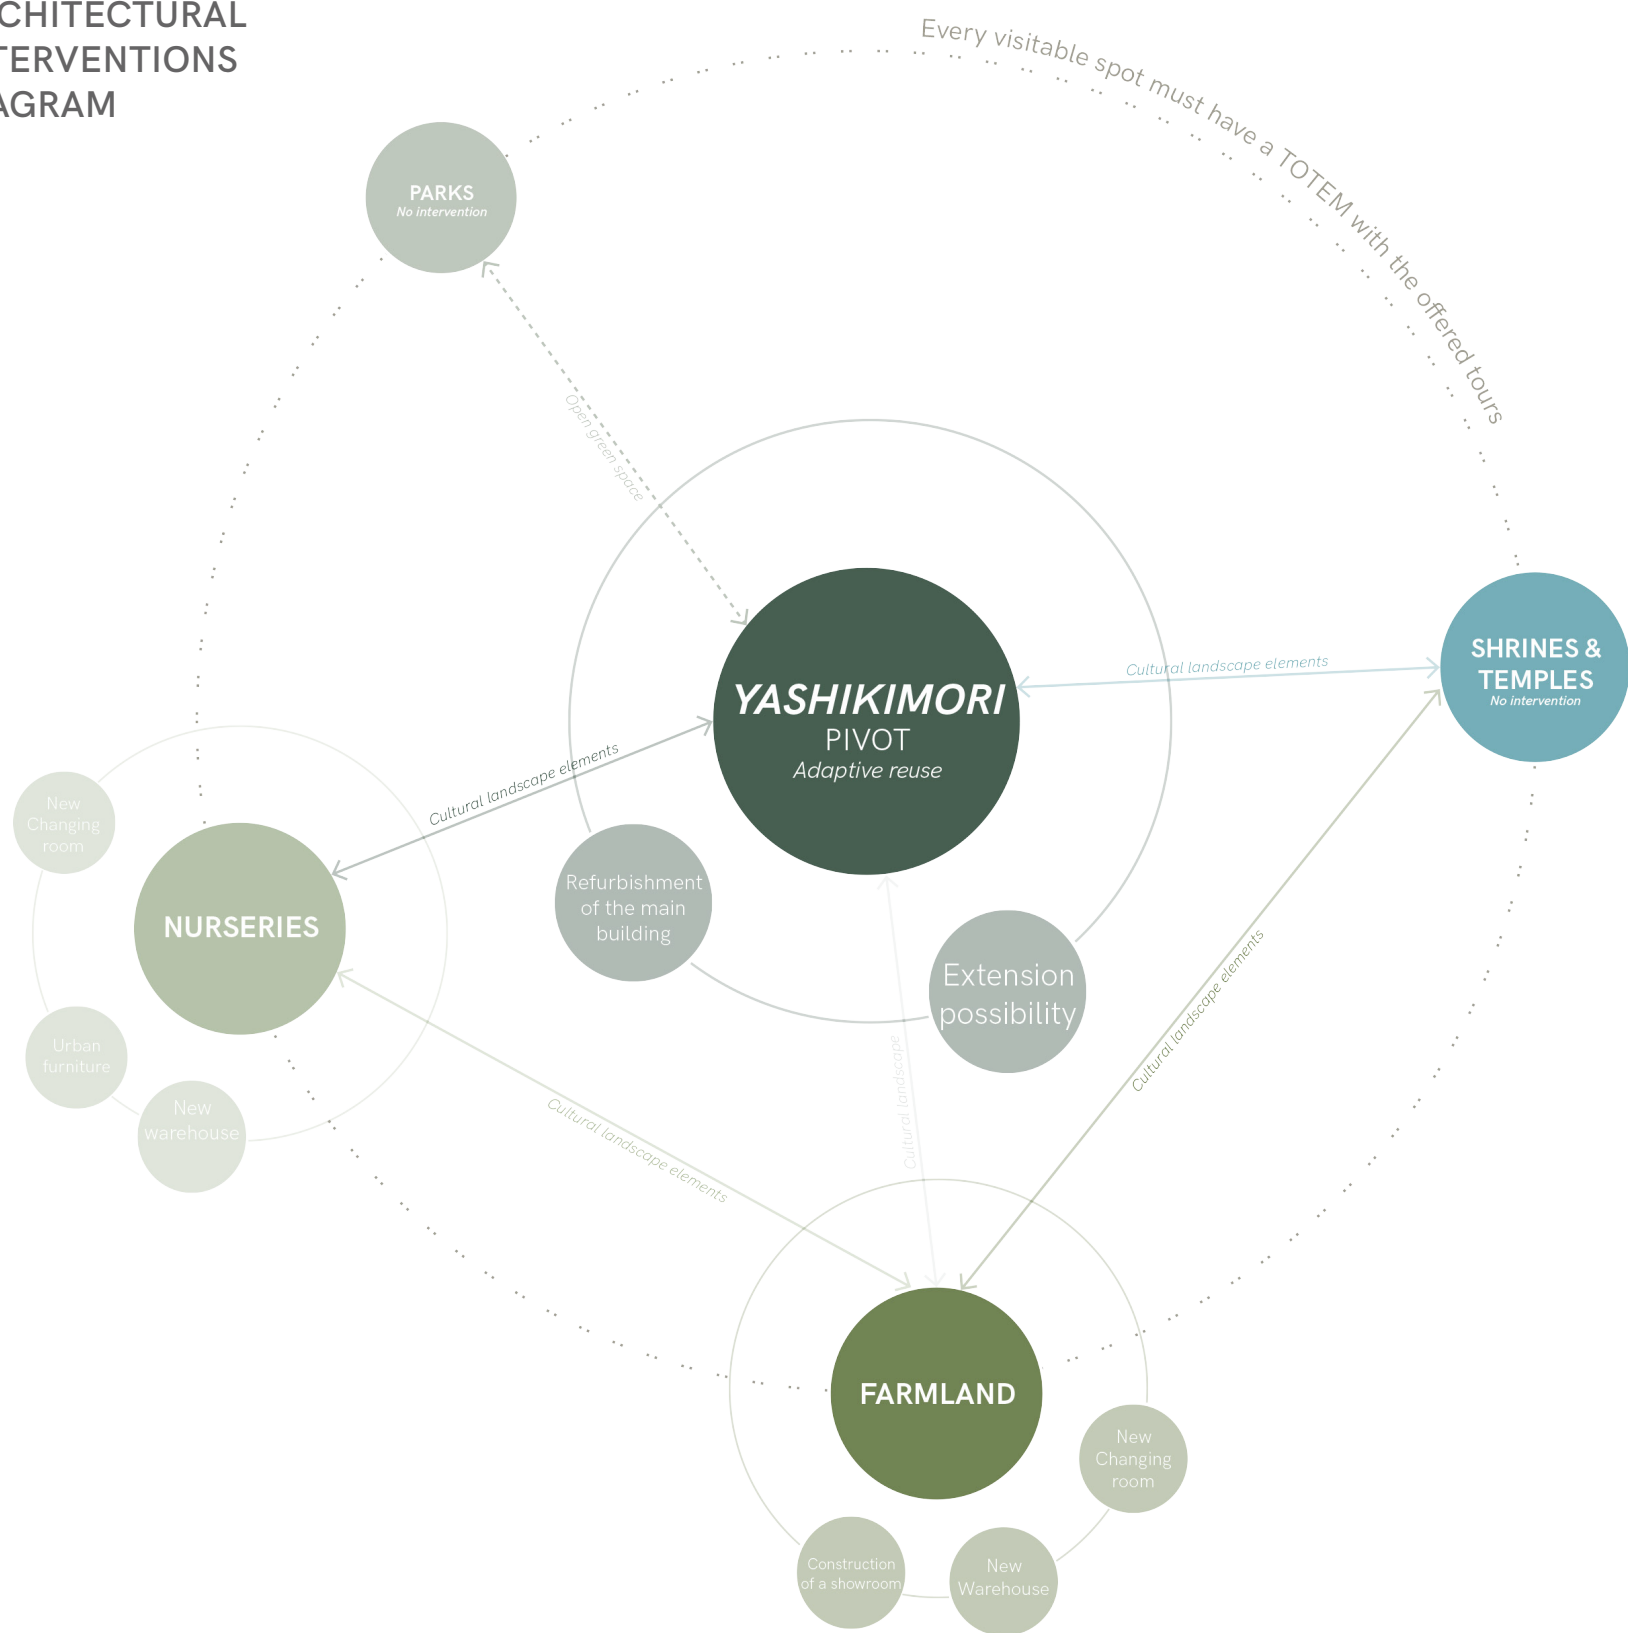 CHITECTURAL
TERVENTIONS
AGRAM
Every visitable spot must have a TOTEM with the offered tours
PARKS
No intervention
Open green space
YASHIKIMORI
PIVOT
Adaptive reuse
Cultural landscape elements
SHRINES &
TEMPLES
No intervention
Cultural landscape elements
New
Changing
room
NURSERIES
Refurbishment
of the main
building
Extension
possibility
Cultural landscape elements
Urban
furniture
New
warehouse
Cultural landscape elements
Cultural landscape
FARMLAND
New
Changing
room
Construction
of a showroom
New
Warehouse